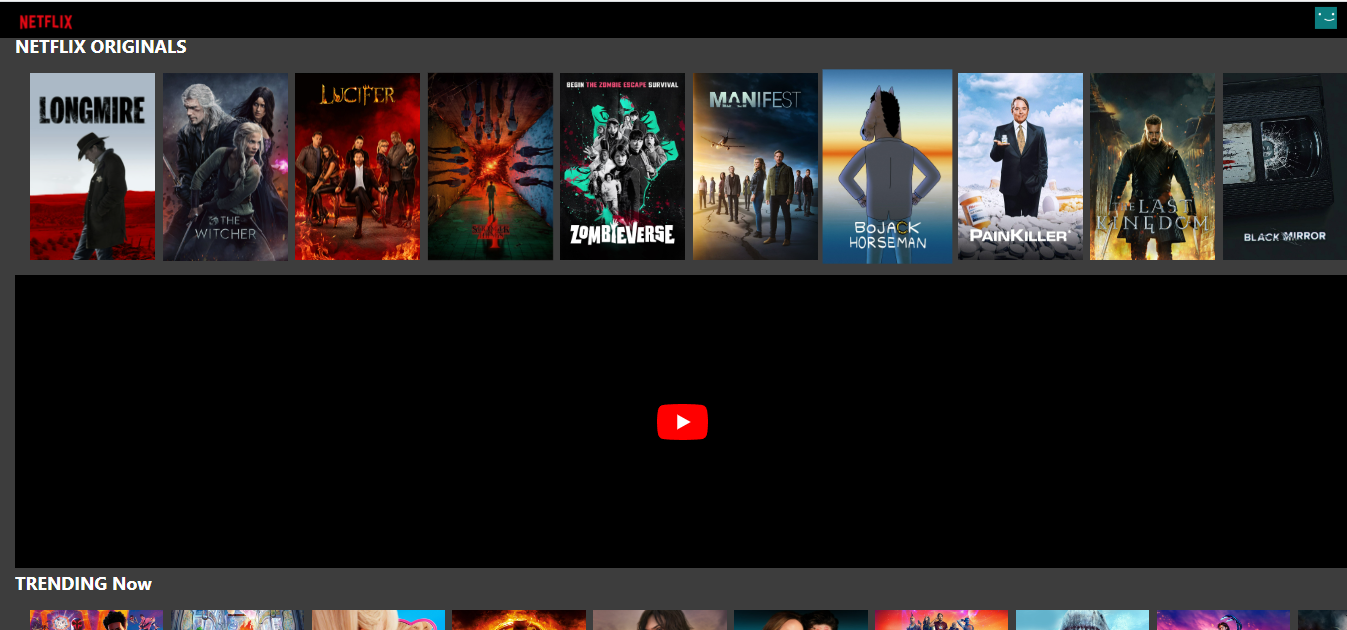 NETFLIX
NETFLIX ORIGINALS
LONGMIRE
THE
WITCHER
LUCIFER
STRANGER
4
BEGIN THE ZOMBIE ESCAPE SURVIVAL
ZOMBIEVERSE
MANIFEST
BOJACK
HORSEMAN
PAINKILLER
THE LAST
KINGDOM
BLACK MIRROR
TRENDING Now